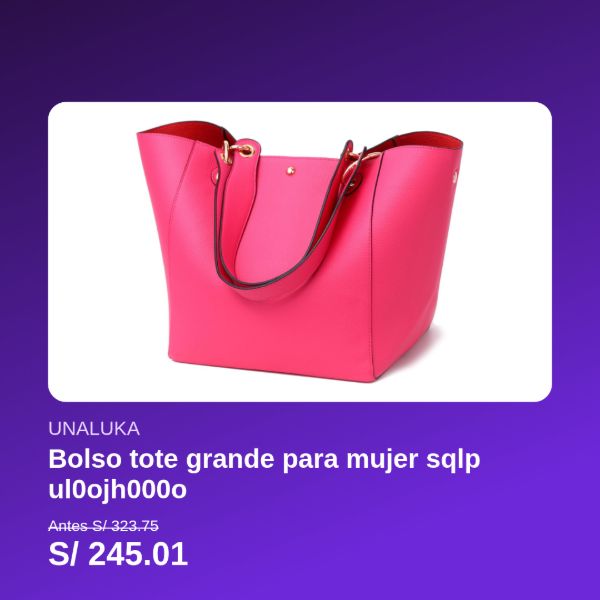 UNALUKA
Bolso tote grande para mujer sqlp
ul0ojh000o
Antes S/ 323.75
S/ 245.01